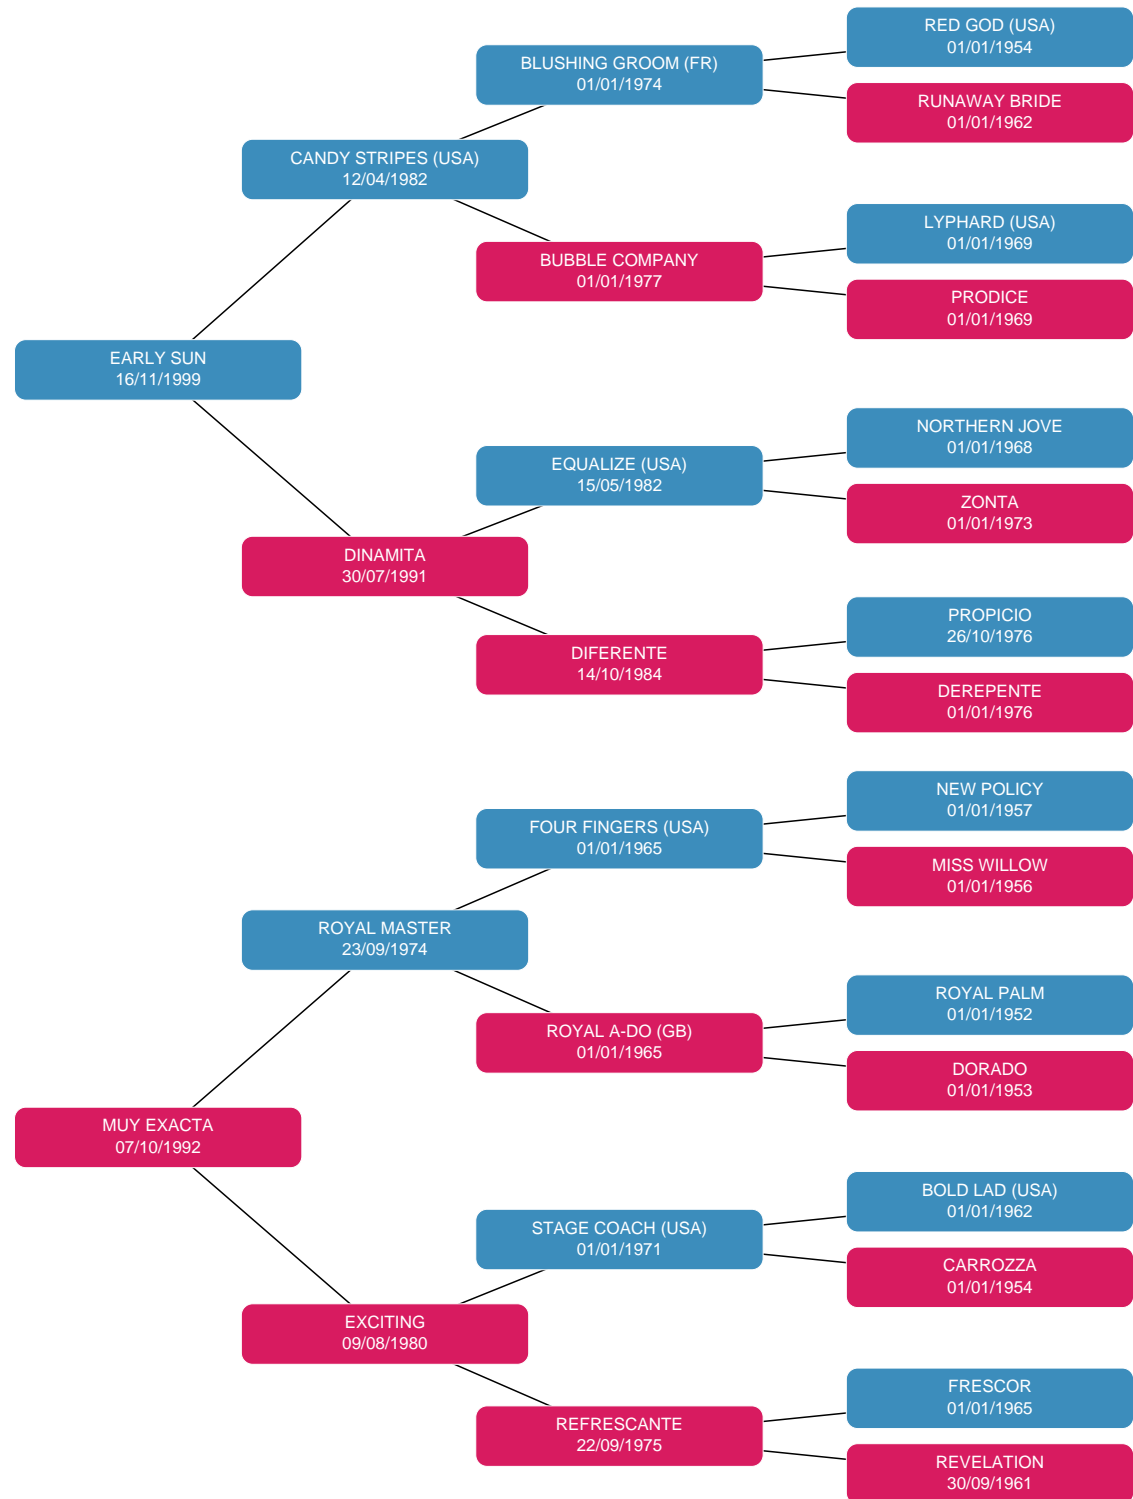 RED GOD (USA)
01/01/1954
BLUSHING GROOM (FR)
01/01/1974
RUNAWAY BRIDE
01/01/1962
CANDY STRIPES (USA)
12/04/1982
LYPHARD (USA)
01/01/1969
BUBBLE COMPANY
01/01/1977
PRODICE
01/01/1969
EARLY SUN
16/11/1999
NORTHERN JOVE
01/01/1968
EQUALIZE (USA)
15/05/1982
ZONTA
01/01/1973
DINAMITA
30/07/1991
PROPICIO
26/10/1976
DIFERENTE
14/10/1984
DEREPENTE
01/01/1976
NEW POLICY
01/01/1957
FOUR FINGERS (USA)
01/01/1965
MISS WILLOW
01/01/1956
ROYAL MASTER
23/09/1974
ROYAL PALM
01/01/1952
ROYAL A-DO (GB)
01/01/1965
DORADO
01/01/1953
MUY EXACTA
07/10/1992
BOLD LAD (USA)
01/01/1962
STAGE COACH (USA)
01/01/1971
CARROZZA
01/01/1954
EXCITING
09/08/1980
FRESCOR
01/01/1965
REFRESCANTE
22/09/1975
REVELATION
30/09/1961